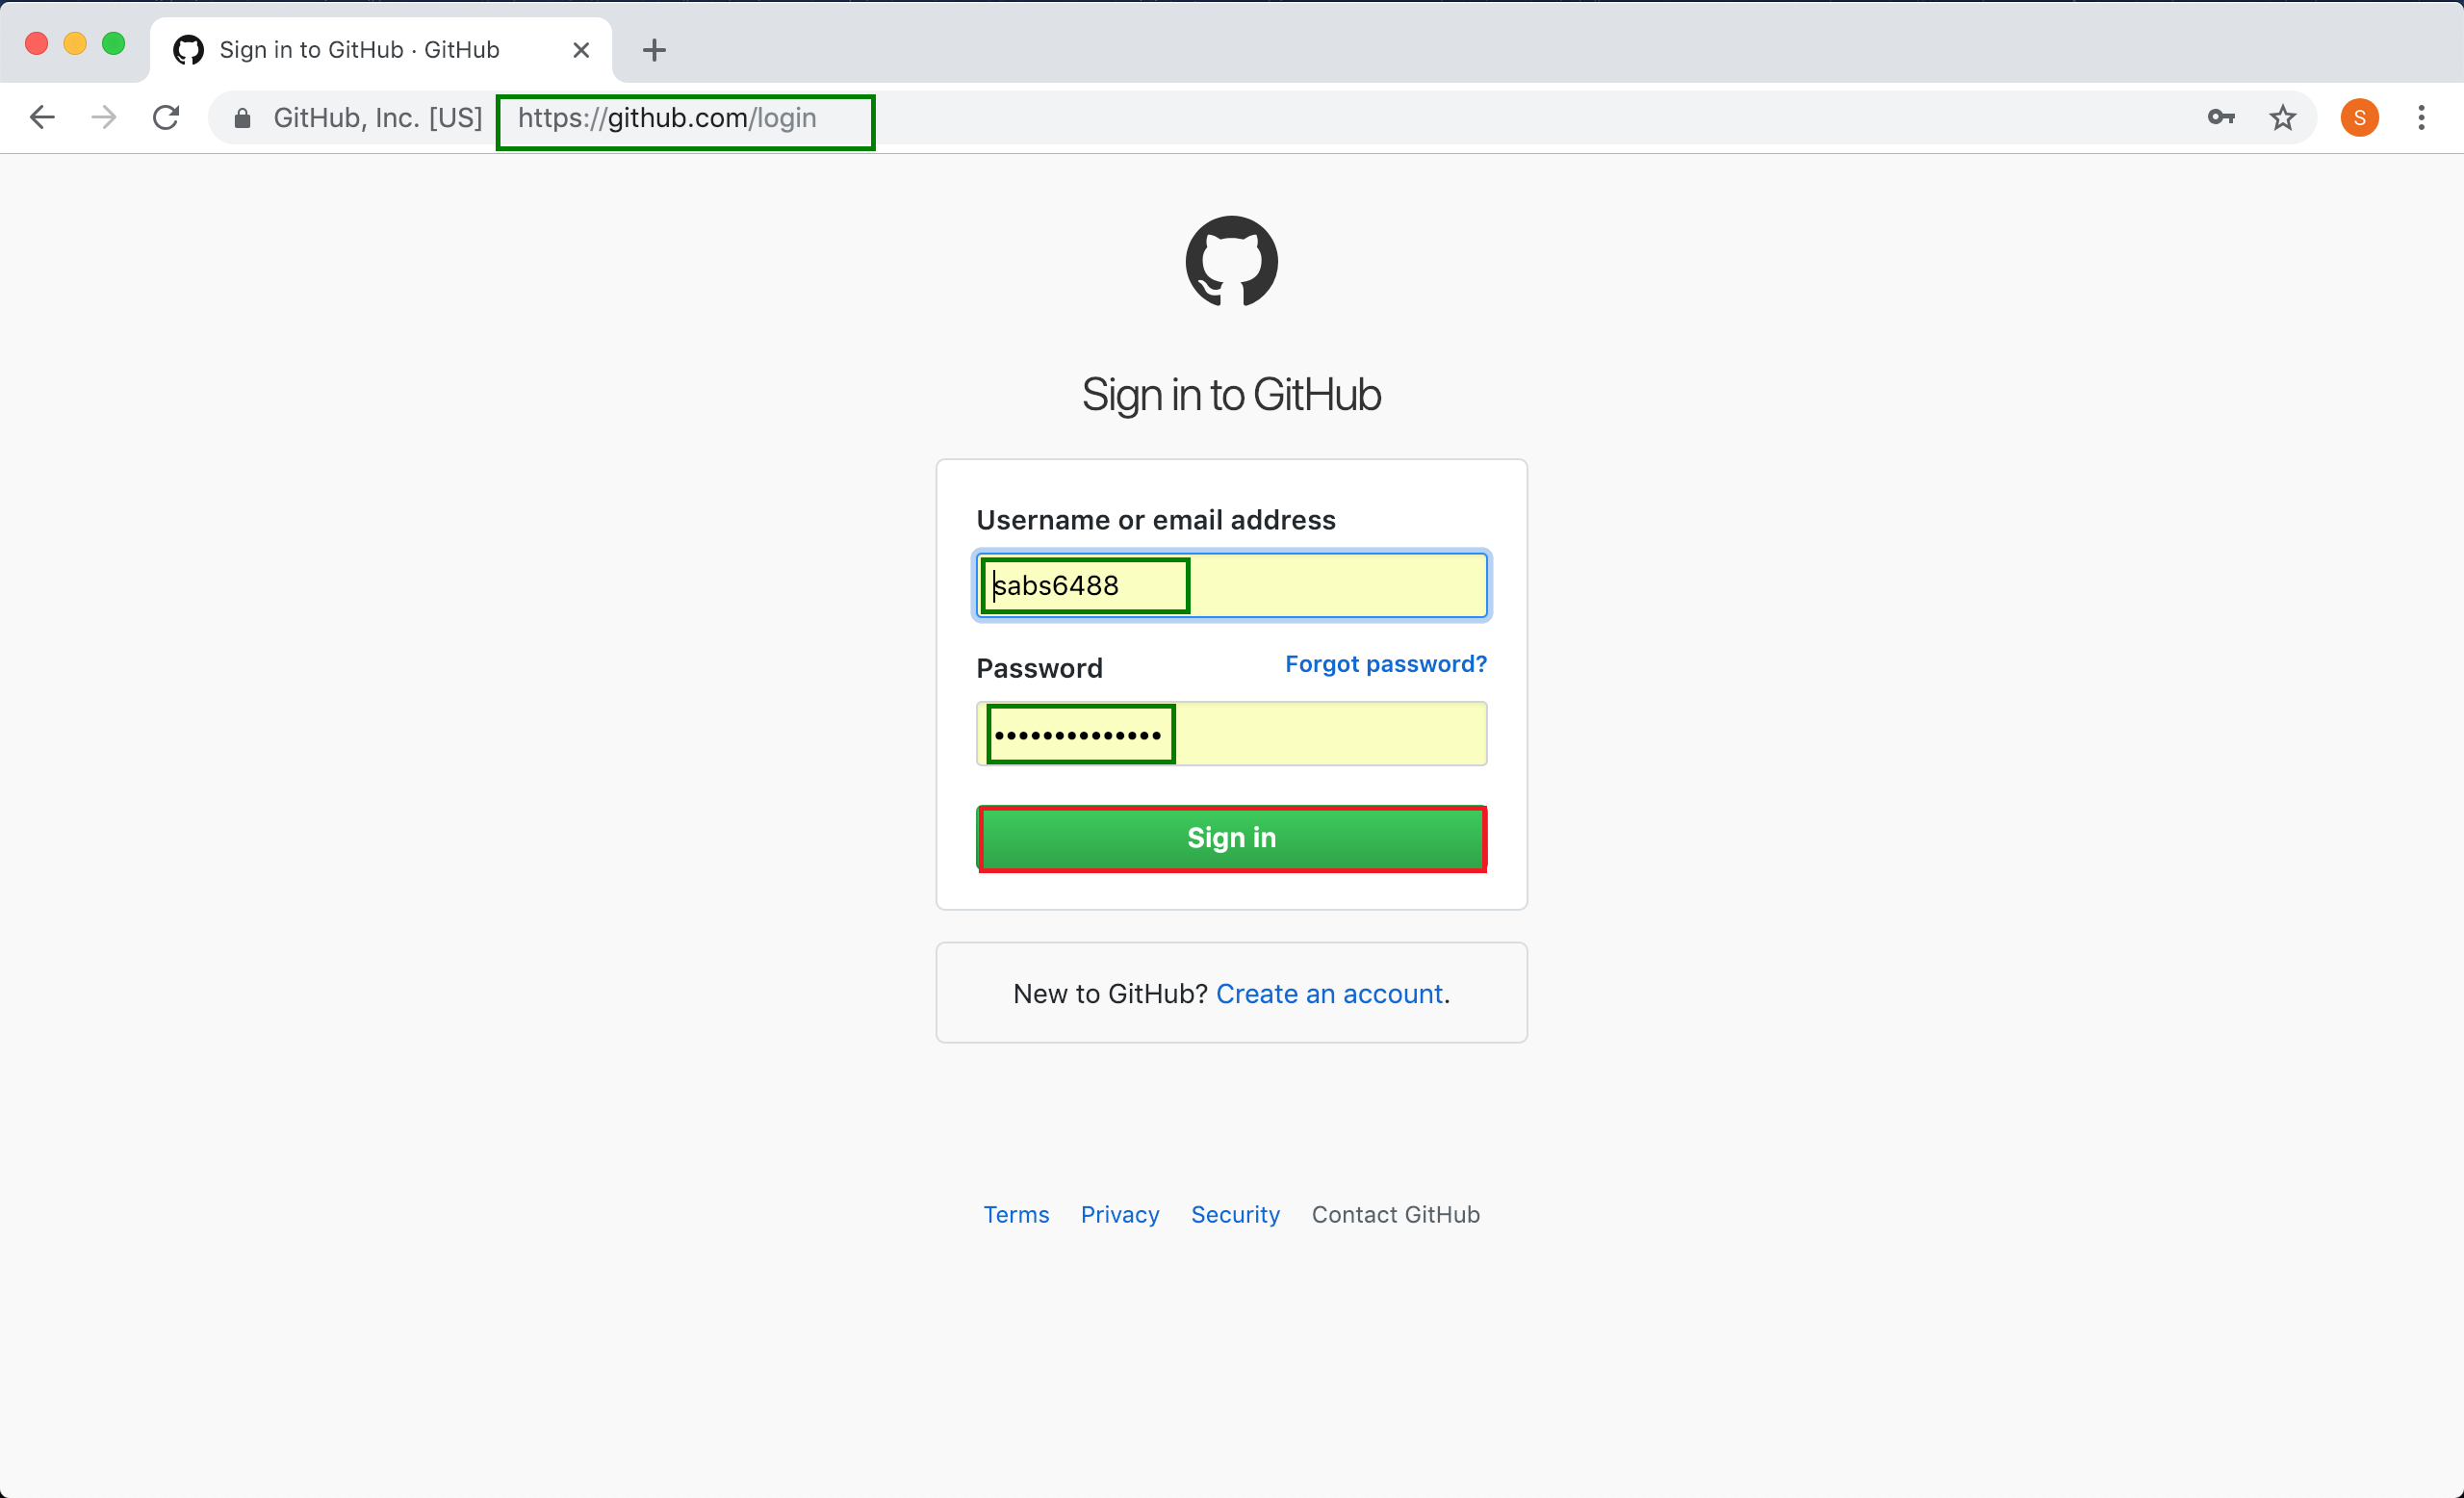 Sign in to GitHub · GitHub
GitHub, Inc. [US] https://github.com/login
S
Sign in to GitHub
Username or email address
sabs6488
Password Forgot password?
••••••••••••••
Sign in
New to GitHub? Create an account.
Terms Privacy Security Contact GitHub